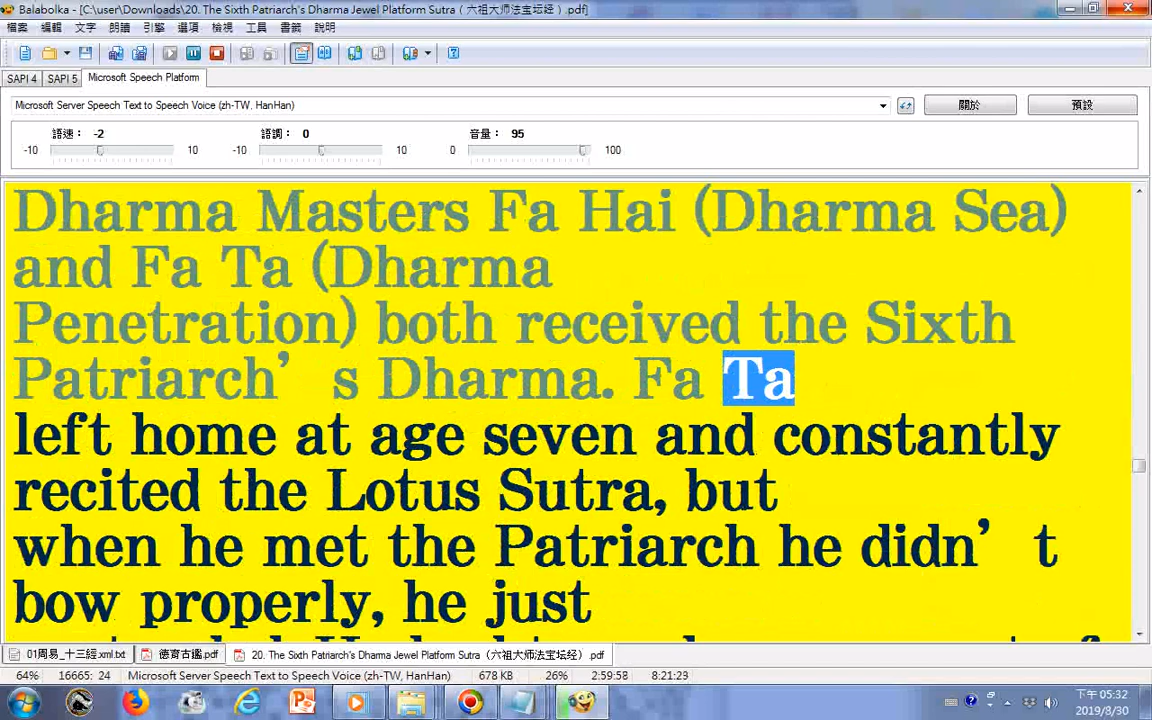 Balabolka - [C:\user\Downloads\20. The Sixth Patriarch's Dharma Jewel Platform Sutra（六祖大师法宝坛经）.pdf]
檔案 編輯 文字 朗讀 引擎 選項 檢視 工具 書籤 說明
SAPI 4 SAPI 5 Microsoft Speech Platform
Microsoft Server Speech Text to Speech Voice (zh-TW, HanHan) 關於 預設
語速： -2 語調： 0 音量： 95
-10 10 -10 10 0 100
Dharma Masters Fa Hai (Dharma Sea)
and Fa Ta (Dharma
Penetration) both received the Sixth
Patriarch’s Dharma. Fa Ta
left home at age seven and constantly
recited the Lotus Sutra, but
when he met the Patriarch he didn’t
bow properly, he just
01周易_十三經.xml.txt 德育古鑑.pdf 20. The Sixth Patriarch's Dharma Jewel Platform Sutra（六祖大师法宝坛经）.pdf
64% 16665: 24 Microsoft Server Speech Text to Speech Voice (zh-TW, HanHan) 678 KB 26% 2:59:58 8:21:29
下午 05:32
2019/8/30